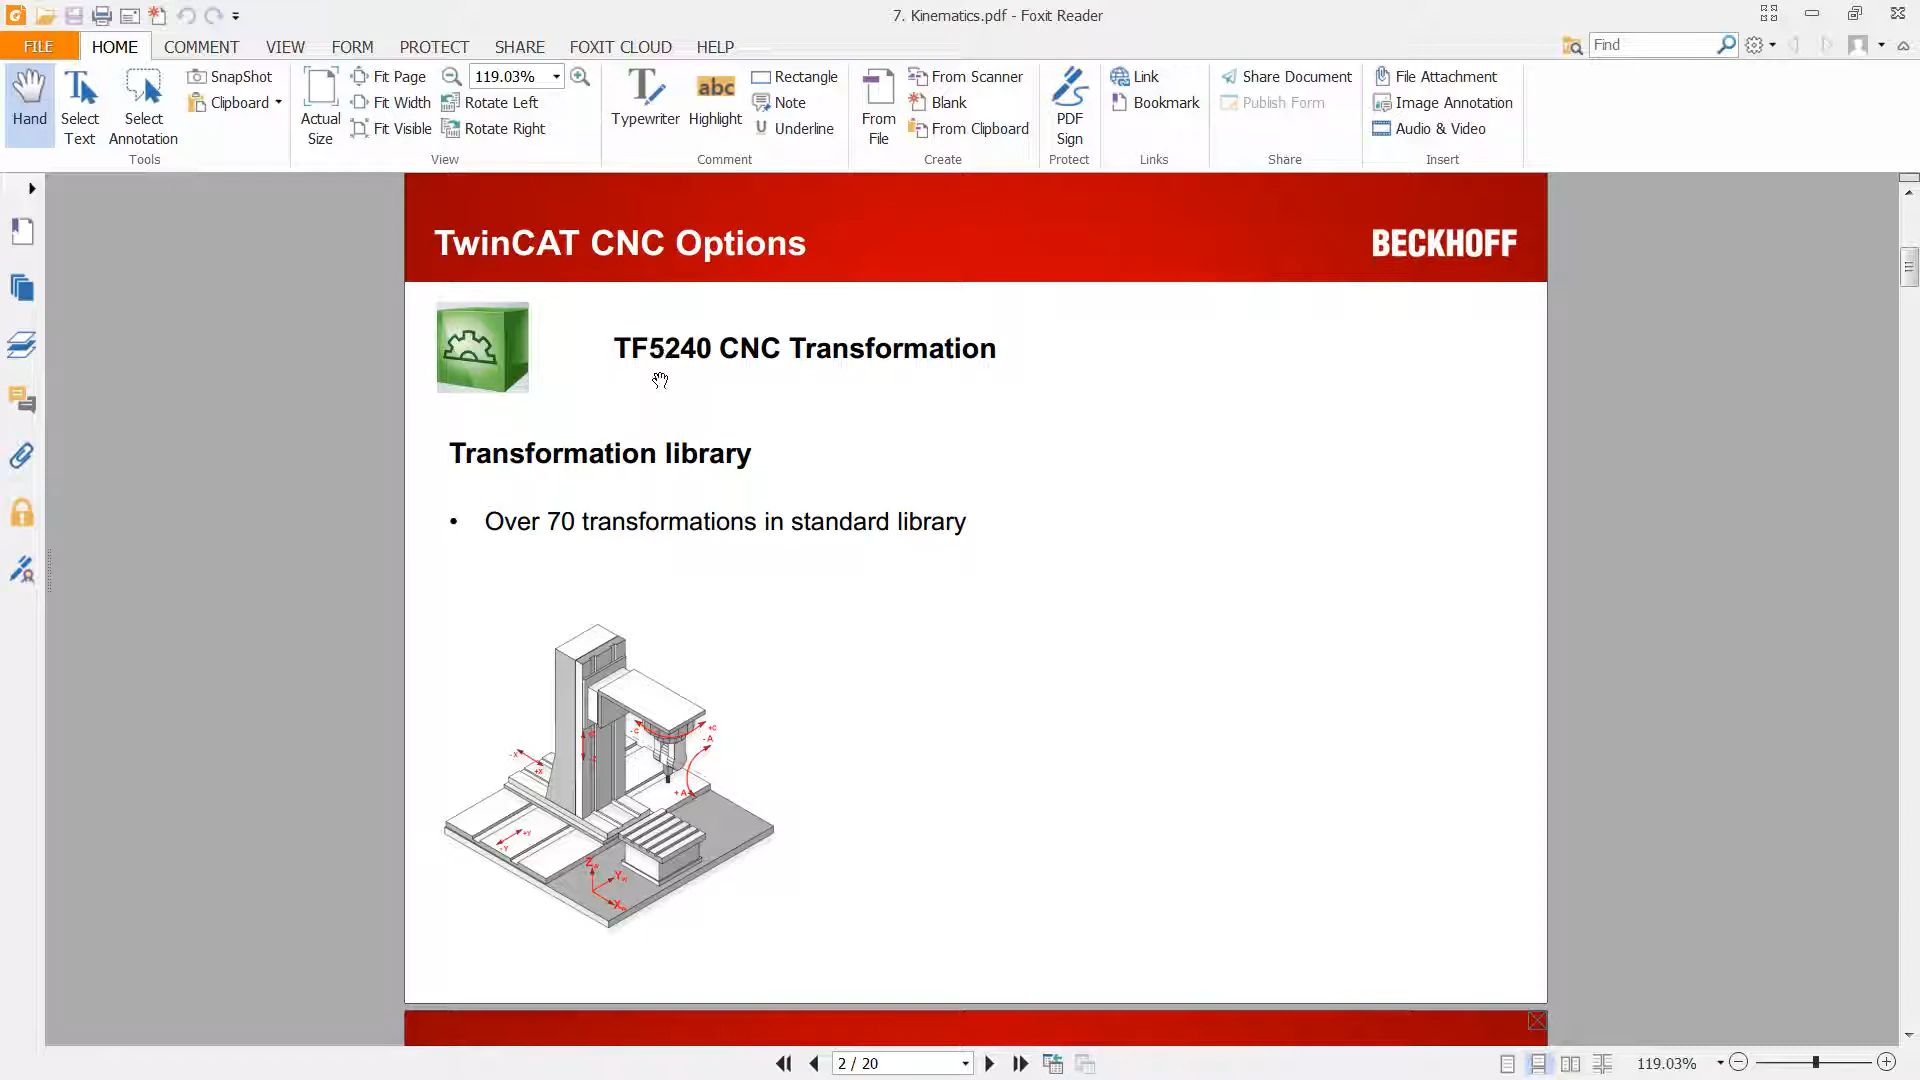 7. Kinematics.pdf - Foxit Reader
FILE
HOME
COMMENT
VIEW
FORM
PROTECT
SHARE
FOXIT CLOUD
HELP
Find
Hand
Select Text
Select Annotation
SnapShot
Clipboard
Tools
Actual Size
Fit Page
Fit Width
Fit Visible
119.03%
Rotate Left
Rotate Right
View
Typewriter
abc
Highlight
Rectangle
Note
Underline
Comment
From File
From Scanner
Blank
From Clipboard
Create
PDF Sign
Protect
Link
Bookmark
Links
Share Document
Publish Form
Share
File Attachment
Image Annotation
Audio & Video
Insert
TwinCAT CNC Options
BECKHOFF
TF5240 CNC Transformation
Transformation library
• Over 70 transformations in standard library
-C
+C
-A
-X
+X
+A
+Y
-Y
2 / 20
119.03%